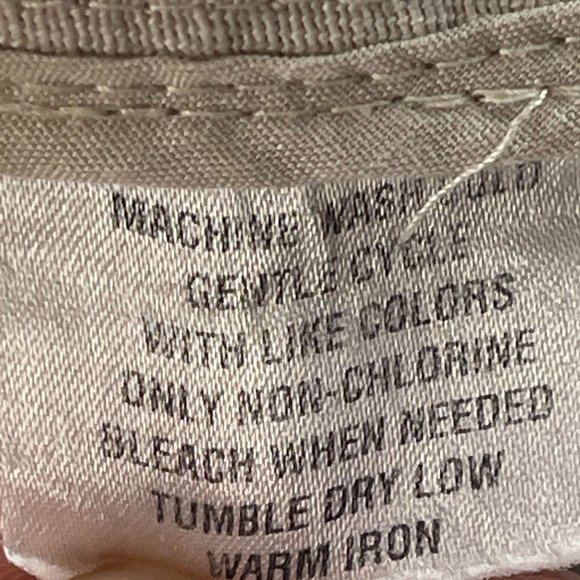 MACHINE WASH COLD
GENTLE CYCLE
WITH LIKE COLORS
ONLY NON-CHLORINE
BLEACH WHEN NEEDED
TUMBLE DRY LOW
WARM IRON